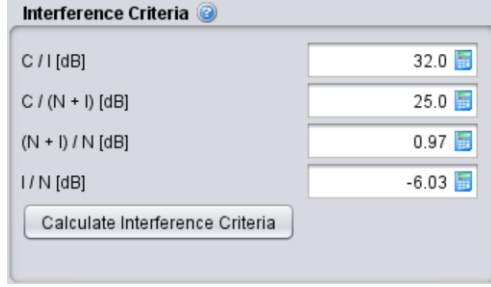 Interference Criteria
C / I [dB] 32.0
C / (N + I) [dB] 25.0
(N + I) / N [dB] 0.97
I / N [dB] -6.03
Calculate Interference Criteria